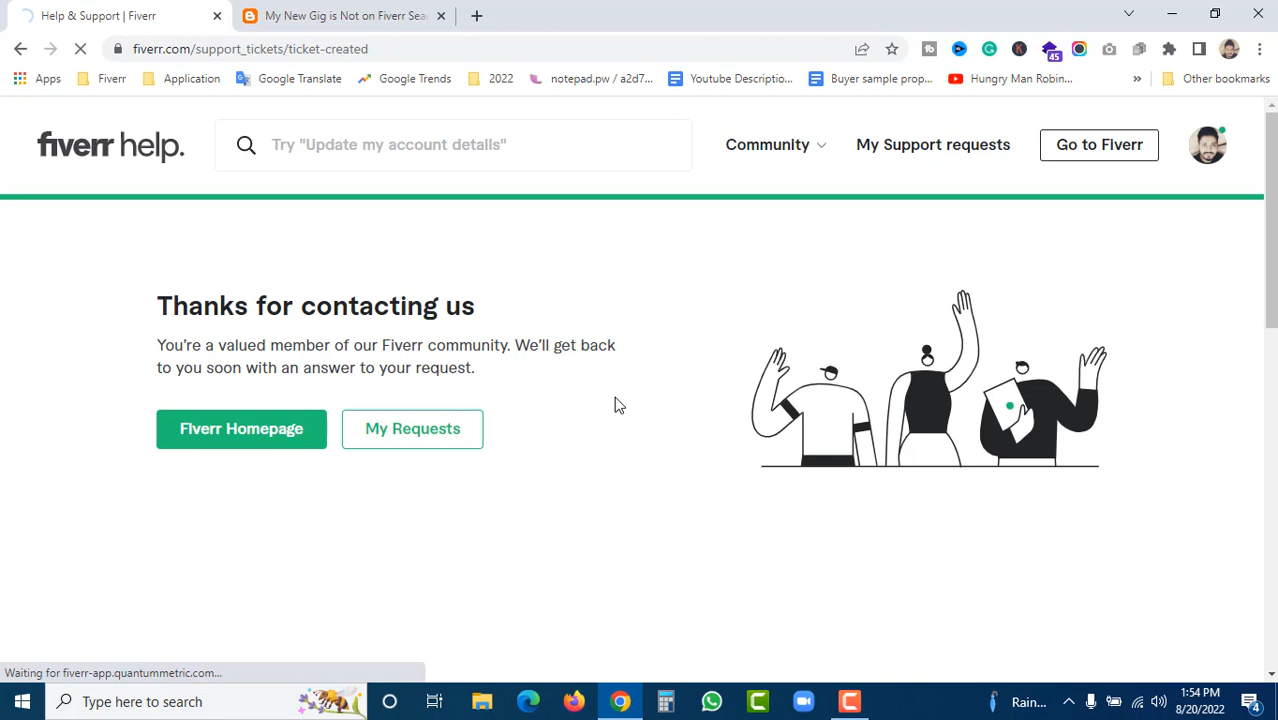 Help & Support | Fiverr
My New Gig is Not on Fiverr Sea
fiverr.com/support_tickets/ticket-created
45
Apps
Fiverr
Application
Google Translate
Google Trends
2022
notepad.pw / a2d7...
Youtube Descriptio...
Buyer sample prop...
Hungry Man Robin...
»
Other bookmarks
fiverr help.
Try "Update my account details"
Community
My Support requests
Go to Fiverr
Thanks for contacting us
You're a valued member of our Fiverr community. We'll get back
to you soon with an answer to your request.
Fiverr Homepage
My Requests
Waiting for fiverr-app.quantummetric.com...
Type here to search
Rain...
1:54 PM
8/20/2022
4